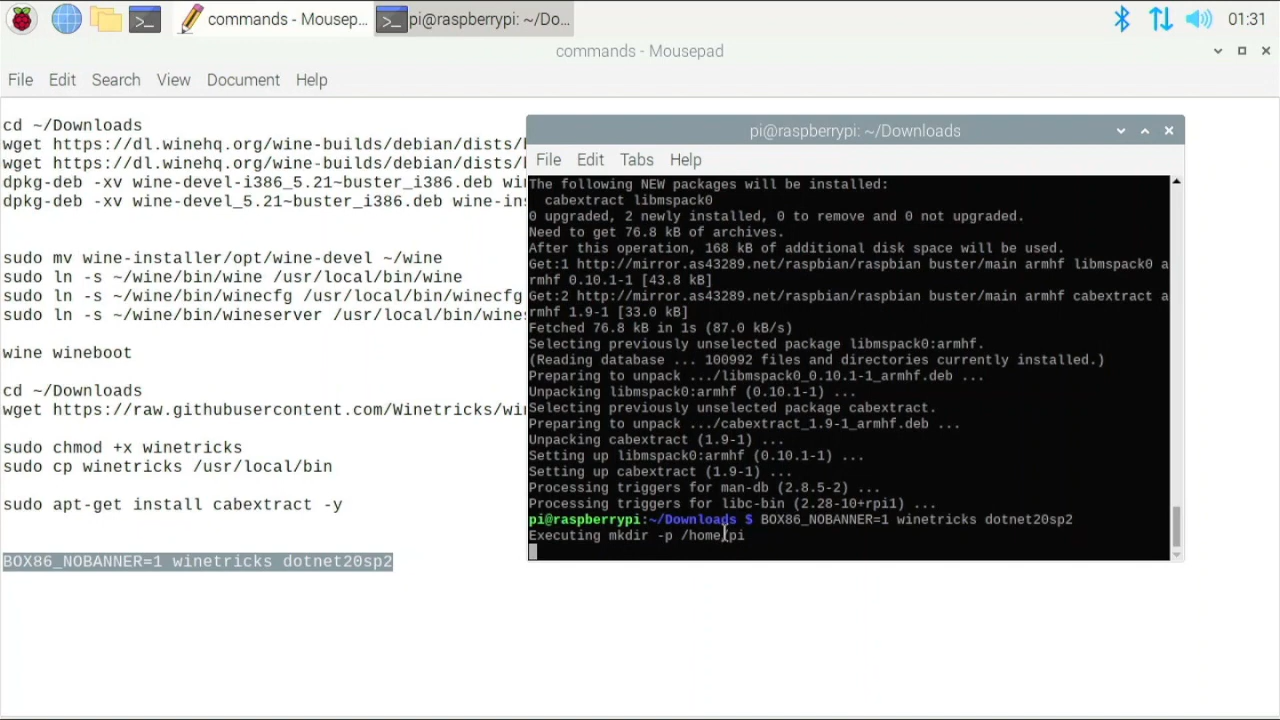 commands - Mousep...
pi@raspberrypi: ~/Do...
01:31
commands - Mousepad
File Edit Search View Document Help
cd ~/Downloads
wget https://dl.winehq.org/wine-builds/debian/dists/
wget https://dl.winehq.org/wine-builds/debian/dists/
dpkg-deb -xv wine-devel-i386_5.21~buster_i386.deb wi
dpkg-deb -xv wine-devel_5.21~buster_i386.deb wine-ins
sudo mv wine-installer/opt/wine-devel ~/wine
sudo ln -s ~/wine/bin/wine /usr/local/bin/wine
sudo ln -s ~/wine/bin/winecfg /usr/local/bin/winecfg
sudo ln -s ~/wine/bin/wineserver /usr/local/bin/wines
wine wineboot
cd ~/Downloads
wget https://raw.githubusercontent.com/Winetricks/wi
sudo chmod +x winetricks
sudo cp winetricks /usr/local/bin
sudo apt-get install cabextract -y
BOX86_NOBANNER=1 winetricks dotnet20sp2
pi@raspberrypi: ~/Downloads
File Edit Tabs Help
The following NEW packages will be installed:
cabextract libmspack0
0 upgraded, 2 newly installed, 0 to remove and 0 not upgraded.
Need to get 76.8 kB of archives.
After this operation, 168 kB of additional disk space will be used.
Get:1 http://mirror.as43289.net/raspbian/raspbian buster/main armhf libmspack0 a
rmhf 0.10.1-1 [43.8 kB]
Get:2 http://mirror.as43289.net/raspbian/raspbian buster/main armhf cabextract a
rmhf 1.9-1 [33.0 kB]
Fetched 76.8 kB in 1s (87.0 kB/s)
Selecting previously unselected package libmspack0:armhf.
(Reading database ... 100992 files and directories currently installed.)
Preparing to unpack .../libmspack0_0.10.1-1_armhf.deb ...
Unpacking libmspack0:armhf (0.10.1-1) ...
Selecting previously unselected package cabextract.
Preparing to unpack .../cabextract_1.9-1_armhf.deb ...
Unpacking cabextract (1.9-1) ...
Setting up libmspack0:armhf (0.10.1-1) ...
Setting up cabextract (1.9-1) ...
Processing triggers for man-db (2.8.5-2) ...
Processing triggers for libc-bin (2.28-10+rpi1) ...
pi@raspberrypi:~/Downloads $ BOX86_NOBANNER=1 winetricks dotnet20sp2
Executing mkdir -p /home/pi